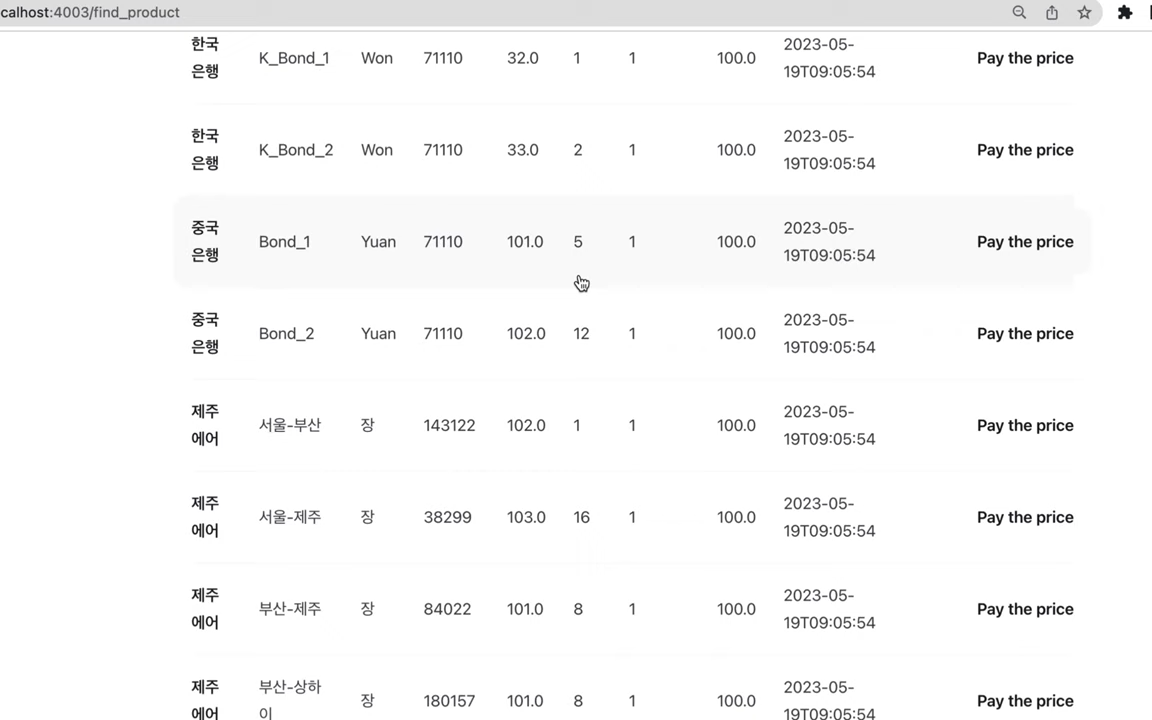 calhost:4003/find_product
한국 은행 K_Bond_1 Won 71110 32.0 1 1 100.0 2023-05-19T09:05:54 Pay the price
한국 은행 K_Bond_2 Won 71110 33.0 2 1 100.0 2023-05-19T09:05:54 Pay the price
중국 은행 Bond_1 Yuan 71110 101.0 5 1 100.0 2023-05-19T09:05:54 Pay the price
중국 은행 Bond_2 Yuan 71110 102.0 12 1 100.0 2023-05-19T09:05:54 Pay the price
제주 에어 서울-부산 장 143122 102.0 1 1 100.0 2023-05-19T09:05:54 Pay the price
제주 에어 서울-제주 장 38299 103.0 16 1 100.0 2023-05-19T09:05:54 Pay the price
제주 에어 부산-제주 장 84022 101.0 8 1 100.0 2023-05-19T09:05:54 Pay the price
제주 에어 부산-상하이 장 180157 101.0 8 1 100.0 2023-05-19T09:05:54 Pay the price